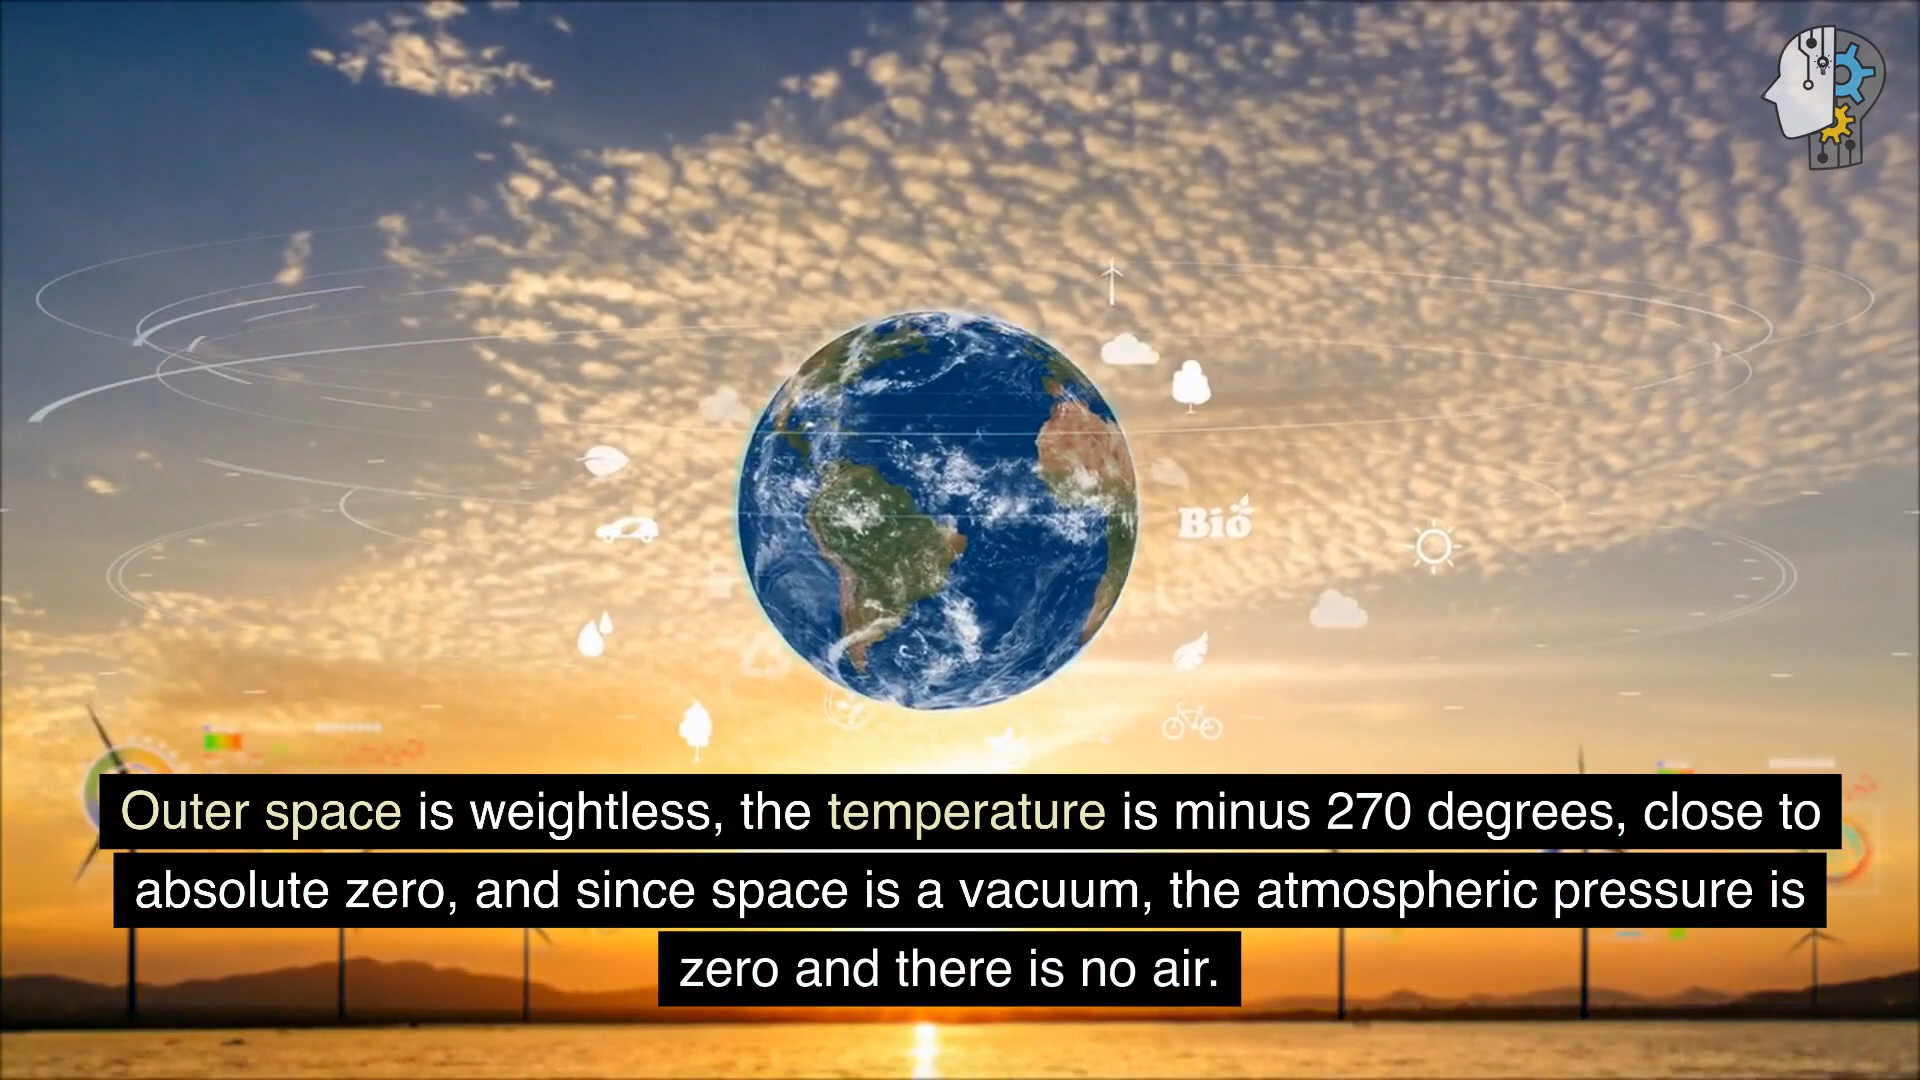 Bio
Outer space is weightless, the temperature is minus 270 degrees, close to
absolute zero, and since space is a vacuum, the atmospheric pressure is
zero and there is no air.